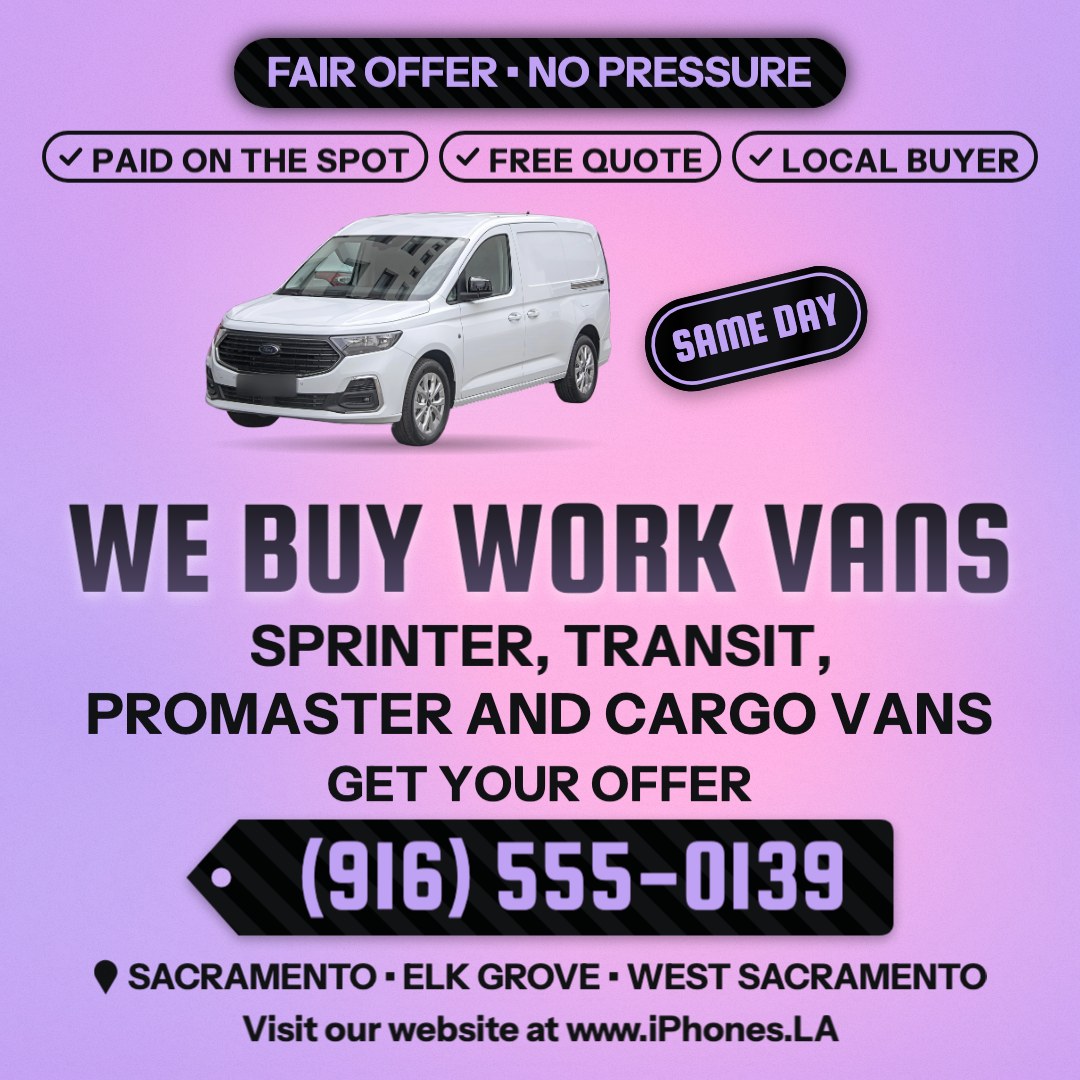 FAIR OFFER ▪ NO PRESSURE
✓ PAID ON THE SPOT ✓ FREE QUOTE ✓ LOCAL BUYER
SAME DAY
WE BUY WORK VANS
SPRINTER, TRANSIT,
PROMASTER AND CARGO VANS
GET YOUR OFFER
(916) 555-0139
SACRAMENTO ▪ ELK GROVE ▪ WEST SACRAMENTO
Visit our website at www.iPhones.LA